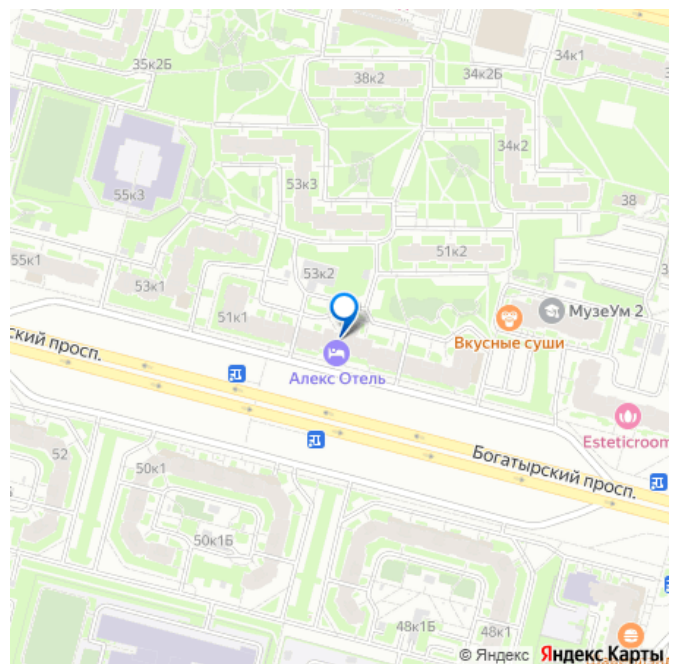 34к1
35к2Б
38к2
34к2Б
34к2
55к3
53к3
38
51к2
55к1
53к2
53к1
51к1
МузеУм 2
Вкусные суши
ский просп.
Алекс Отель
Esteticroom
52
50к1
Богатырский просп.
50к1Б
48к1Б
48к1
© Яндекс Яндекс Карты